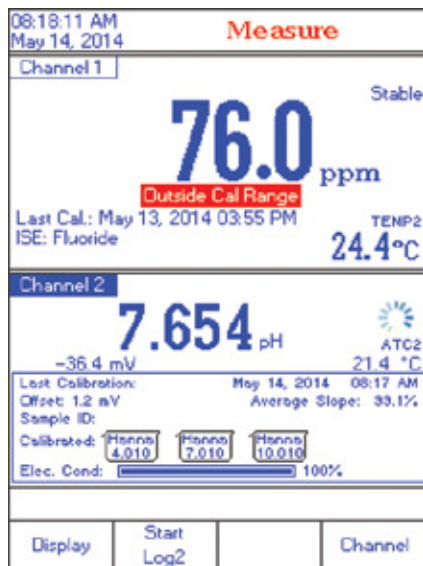 08:18:11 AM
May 14, 2014
Measure
Channel 1
Stable
76.0 ppm
Outside Cal Range
Last Cal.: May 13, 2014 03:55 PM
ISE: Fluoride
TEMP2
24.4°C
Channel 2
7.654 pH
ATC2
-36.4 mV
21.4 °C
Last Calibration: May 14, 2014 08:17 AM
Offset: 1.2 mV Average Slope: 99.1%
Sample ID:
Calibrated: Hanna 4.010 Hanna 7.010 Hanna 10.010
Elec. Cond: 100%
Display
Start Log2
Channel